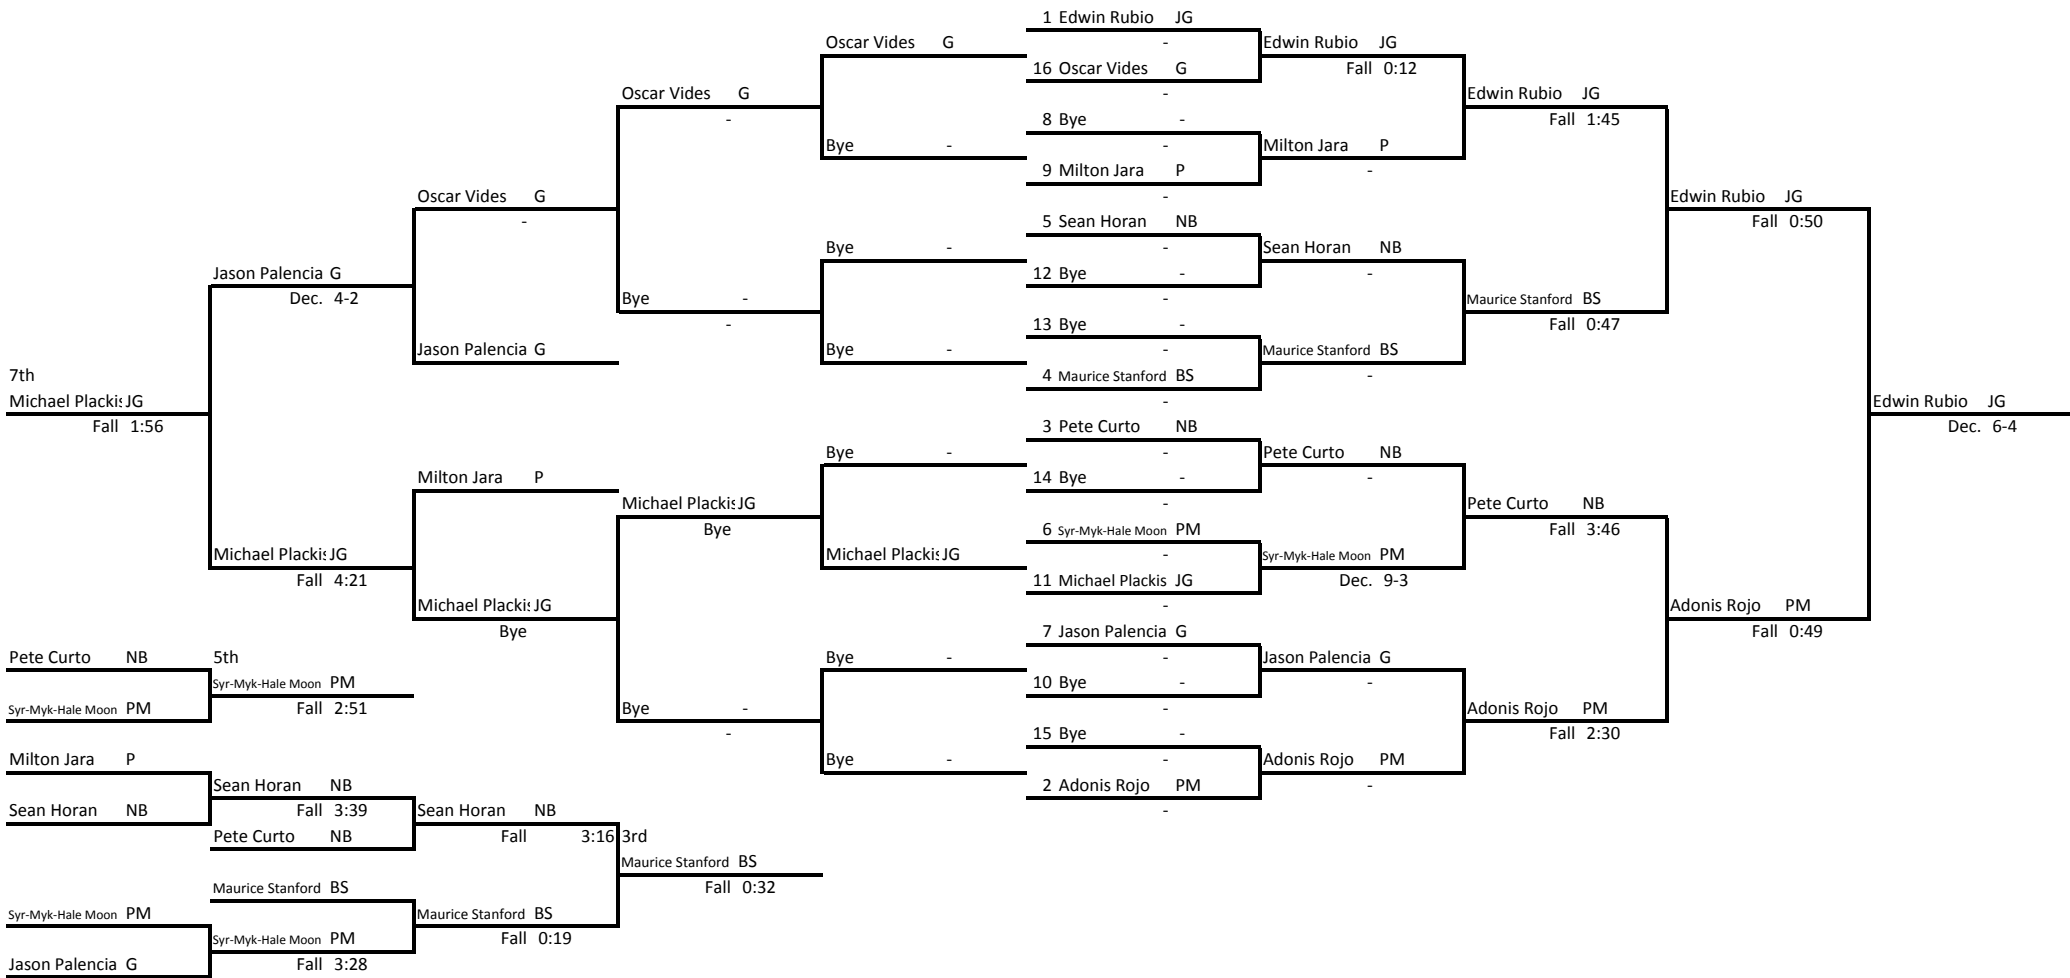 1 Edwin Rubio JG
Oscar Vides G - Edwin Rubio JG
16 Oscar Vides G Fall 0:12
Oscar Vides G - Edwin Rubio JG
- 8 Bye - Fall 1:45
Bye - - Milton Jara P
9 Milton Jara P -
Oscar Vides G - Edwin Rubio JG
- 5 Sean Horan NB Fall 0:50
Bye - - Sean Horan NB
Jason Palencia G 12 Bye - -
Dec. 4-2 Bye - - Maurice Stanford BS
- 13 Bye - Fall 0:47
Jason Palencia G Bye - - Maurice Stanford BS
7th 4 Maurice Stanford BS -
Michael Plackis JG - Edwin Rubio JG
Fall 1:56 3 Pete Curto NB Dec. 6-4
Bye - - Pete Curto NB
Milton Jara P 14 Bye - -
Michael Plackis JG - Pete Curto NB
Bye 6 Syr-Myk-Hale Moon PM Fall 3:46
Michael Plackis JG Michael Plackis JG - Syr-Myk-Hale Moon PM
Fall 4:21 11 Michael Plackis JG Dec. 9-3
Michael Plackis JG - Adonis Rojo PM
Bye 7 Jason Palencia G Fall 0:49
Pete Curto NB 5th Bye - - Jason Palencia G
Syr-Myk-Hale Moon PM 10 Bye - -
Syr-Myk-Hale Moon PM Fall 2:51 Bye - - Adonis Rojo PM
- 15 Bye - Fall 2:30
Milton Jara P Bye - - Adonis Rojo PM
Sean Horan NB 2 Adonis Rojo PM -
Sean Horan NB Fall 3:39 Sean Horan NB -
Pete Curto NB Fall 3:16 3rd
Maurice Stanford BS
Maurice Stanford BS Fall 0:32
Syr-Myk-Hale Moon PM Maurice Stanford BS
Syr-Myk-Hale Moon PM Fall 0:19
Jason Palencia G Fall 3:28